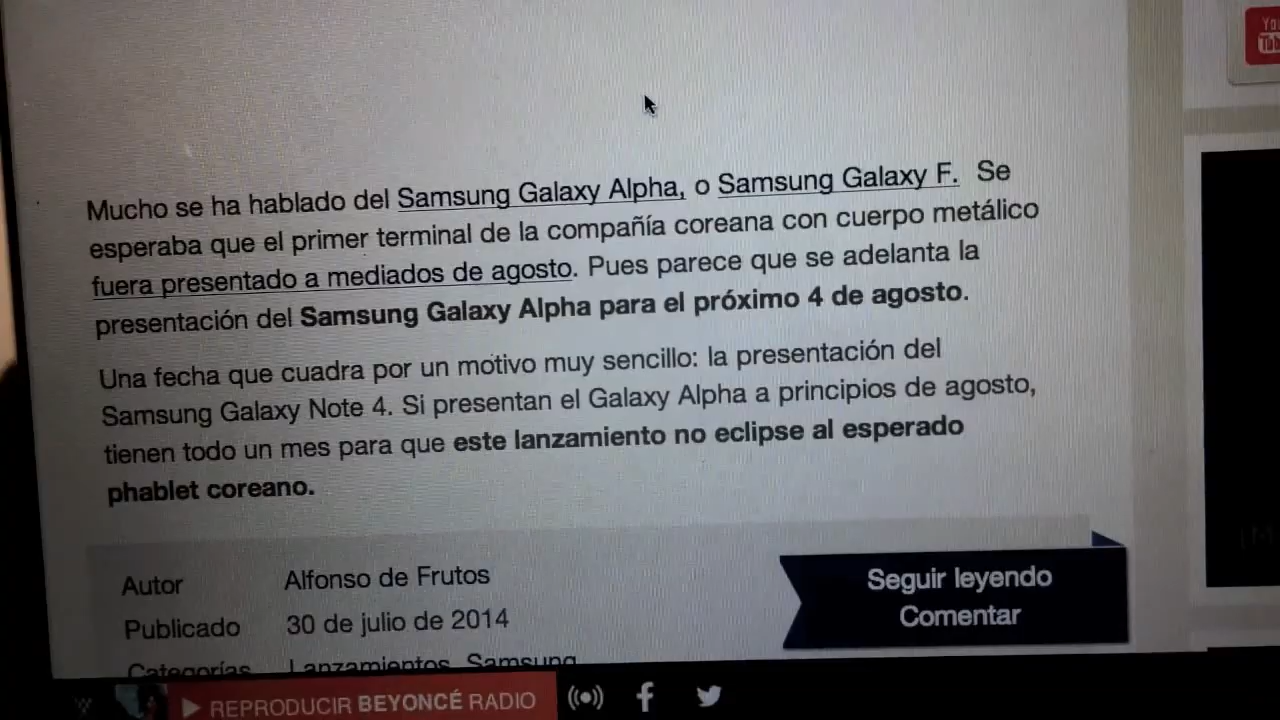 You
Tube
Mucho se ha hablado del Samsung Galaxy Alpha, o Samsung Galaxy F. Se
esperaba que el primer terminal de la compañía coreana con cuerpo metálico
fuera presentado a mediados de agosto. Pues parece que se adelanta la
presentación del Samsung Galaxy Alpha para el próximo 4 de agosto.
Una fecha que cuadra por un motivo muy sencillo: la presentación del
Samsung Galaxy Note 4. Si presentan el Galaxy Alpha a principios de agosto,
tienen todo un mes para que este lanzamiento no eclipse al esperado
phablet coreano.
Autor Alfonso de Frutos
Publicado 30 de julio de 2014
Categorías Lanzamientos, Samsung
Seguir leyendo
Comentar
REPRODUCIR BEYONCÉ RADIO